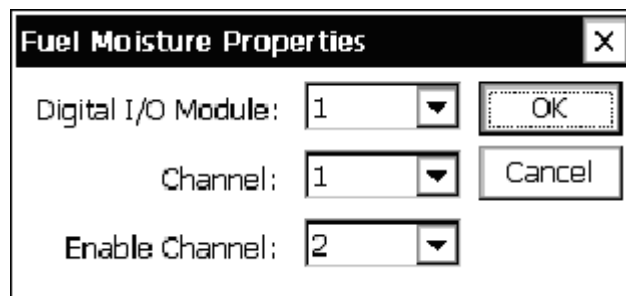 Fuel Moisture Properties
Digital I/O Module: 1 OK
Channel: 1 Cancel
Enable Channel: 2